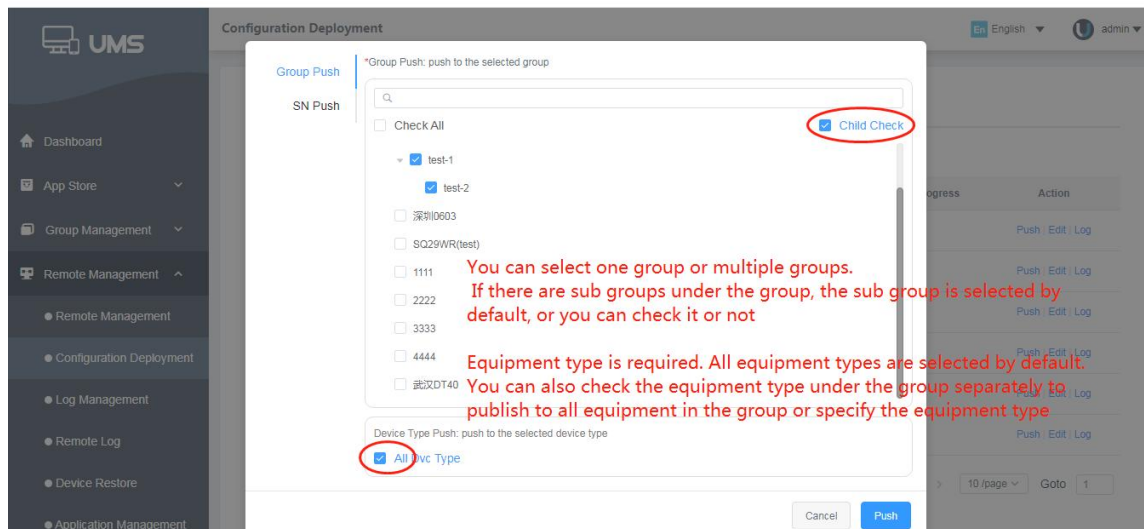 UMS
Configuration Deployment
En English
admin
Dashboard
App Store
Group Management
Remote Management
Remote Management
Configuration Deployment
Log Management
Remote Log
Device Restore
Application Management
Group Push
SN Push
*Group Push: push to the selected group
Check All
Child Check
test-1
test-2
深圳0603
SQ29WR(test)
1111
2222
3333
4444
武汉DT40
You can select one group or multiple groups.
If there are sub groups under the group, the sub group is selected by
default, or you can check it or not
Equipment type is required. All equipment types are selected by default.
You can also check the equipment type under the group separately to
publish to all equipment in the group or specify the equipment type
Device Type Push: push to the selected device type
All Dvc Type
Cancel
Push
ogress
Action
Push | Edit | Log
Push | Edit | Log
Push | Edit | Log
Push | Edit | Log
Push | Edit | Log
Push | Edit | Log
10 /page
Goto 1